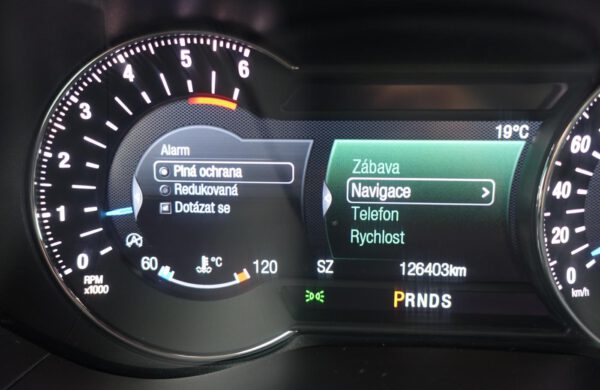 0
1
2
3
4
5
6
RPM
x1000
Alarm
Plná ochrana
Redukovaná
Dotázat se
60
°C
120
19°C
Zábava
Navigace >
Telefon
Rychlost
SZ
126403km
PRNDS
60
40
20
0
km/h